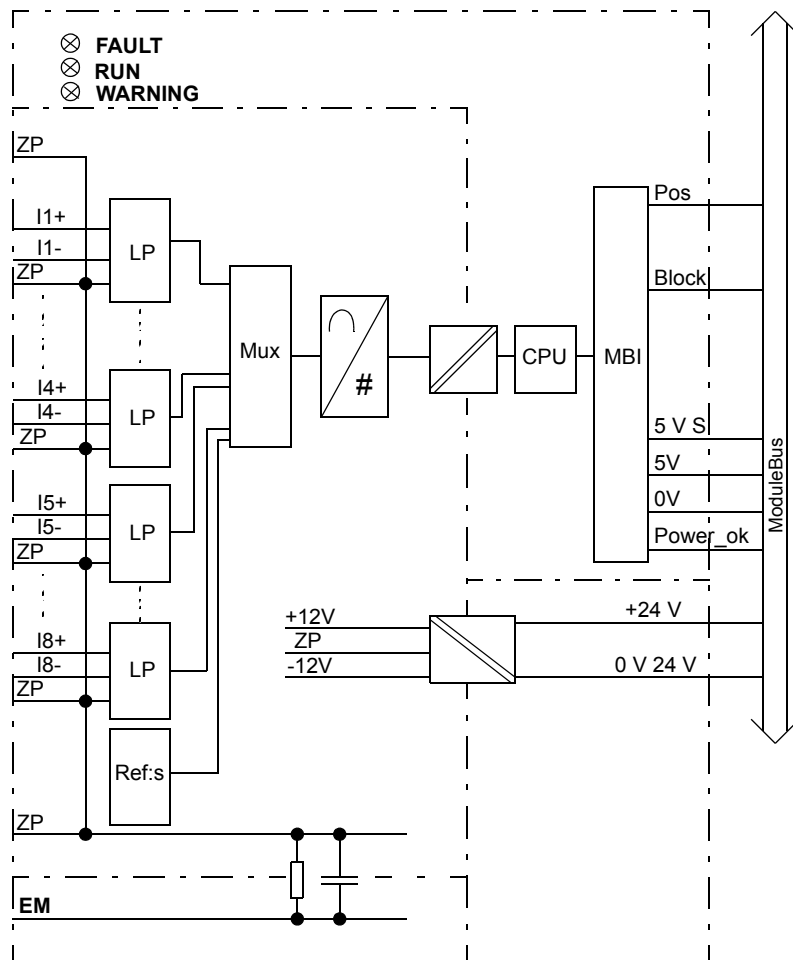 FAULT
RUN
WARNING
ZP
I1+
I1-
ZP
LP
Pos
Block
Mux
#
CPU
MBI
I4+
I4-
ZP
LP
5 V S
5V
0V
Power_ok
ModuleBus
I5+
I5-
ZP
LP
+12V
ZP
-12V
+24 V
0 V 24 V
I8+
I8-
ZP
LP
Ref:s
ZP
EM